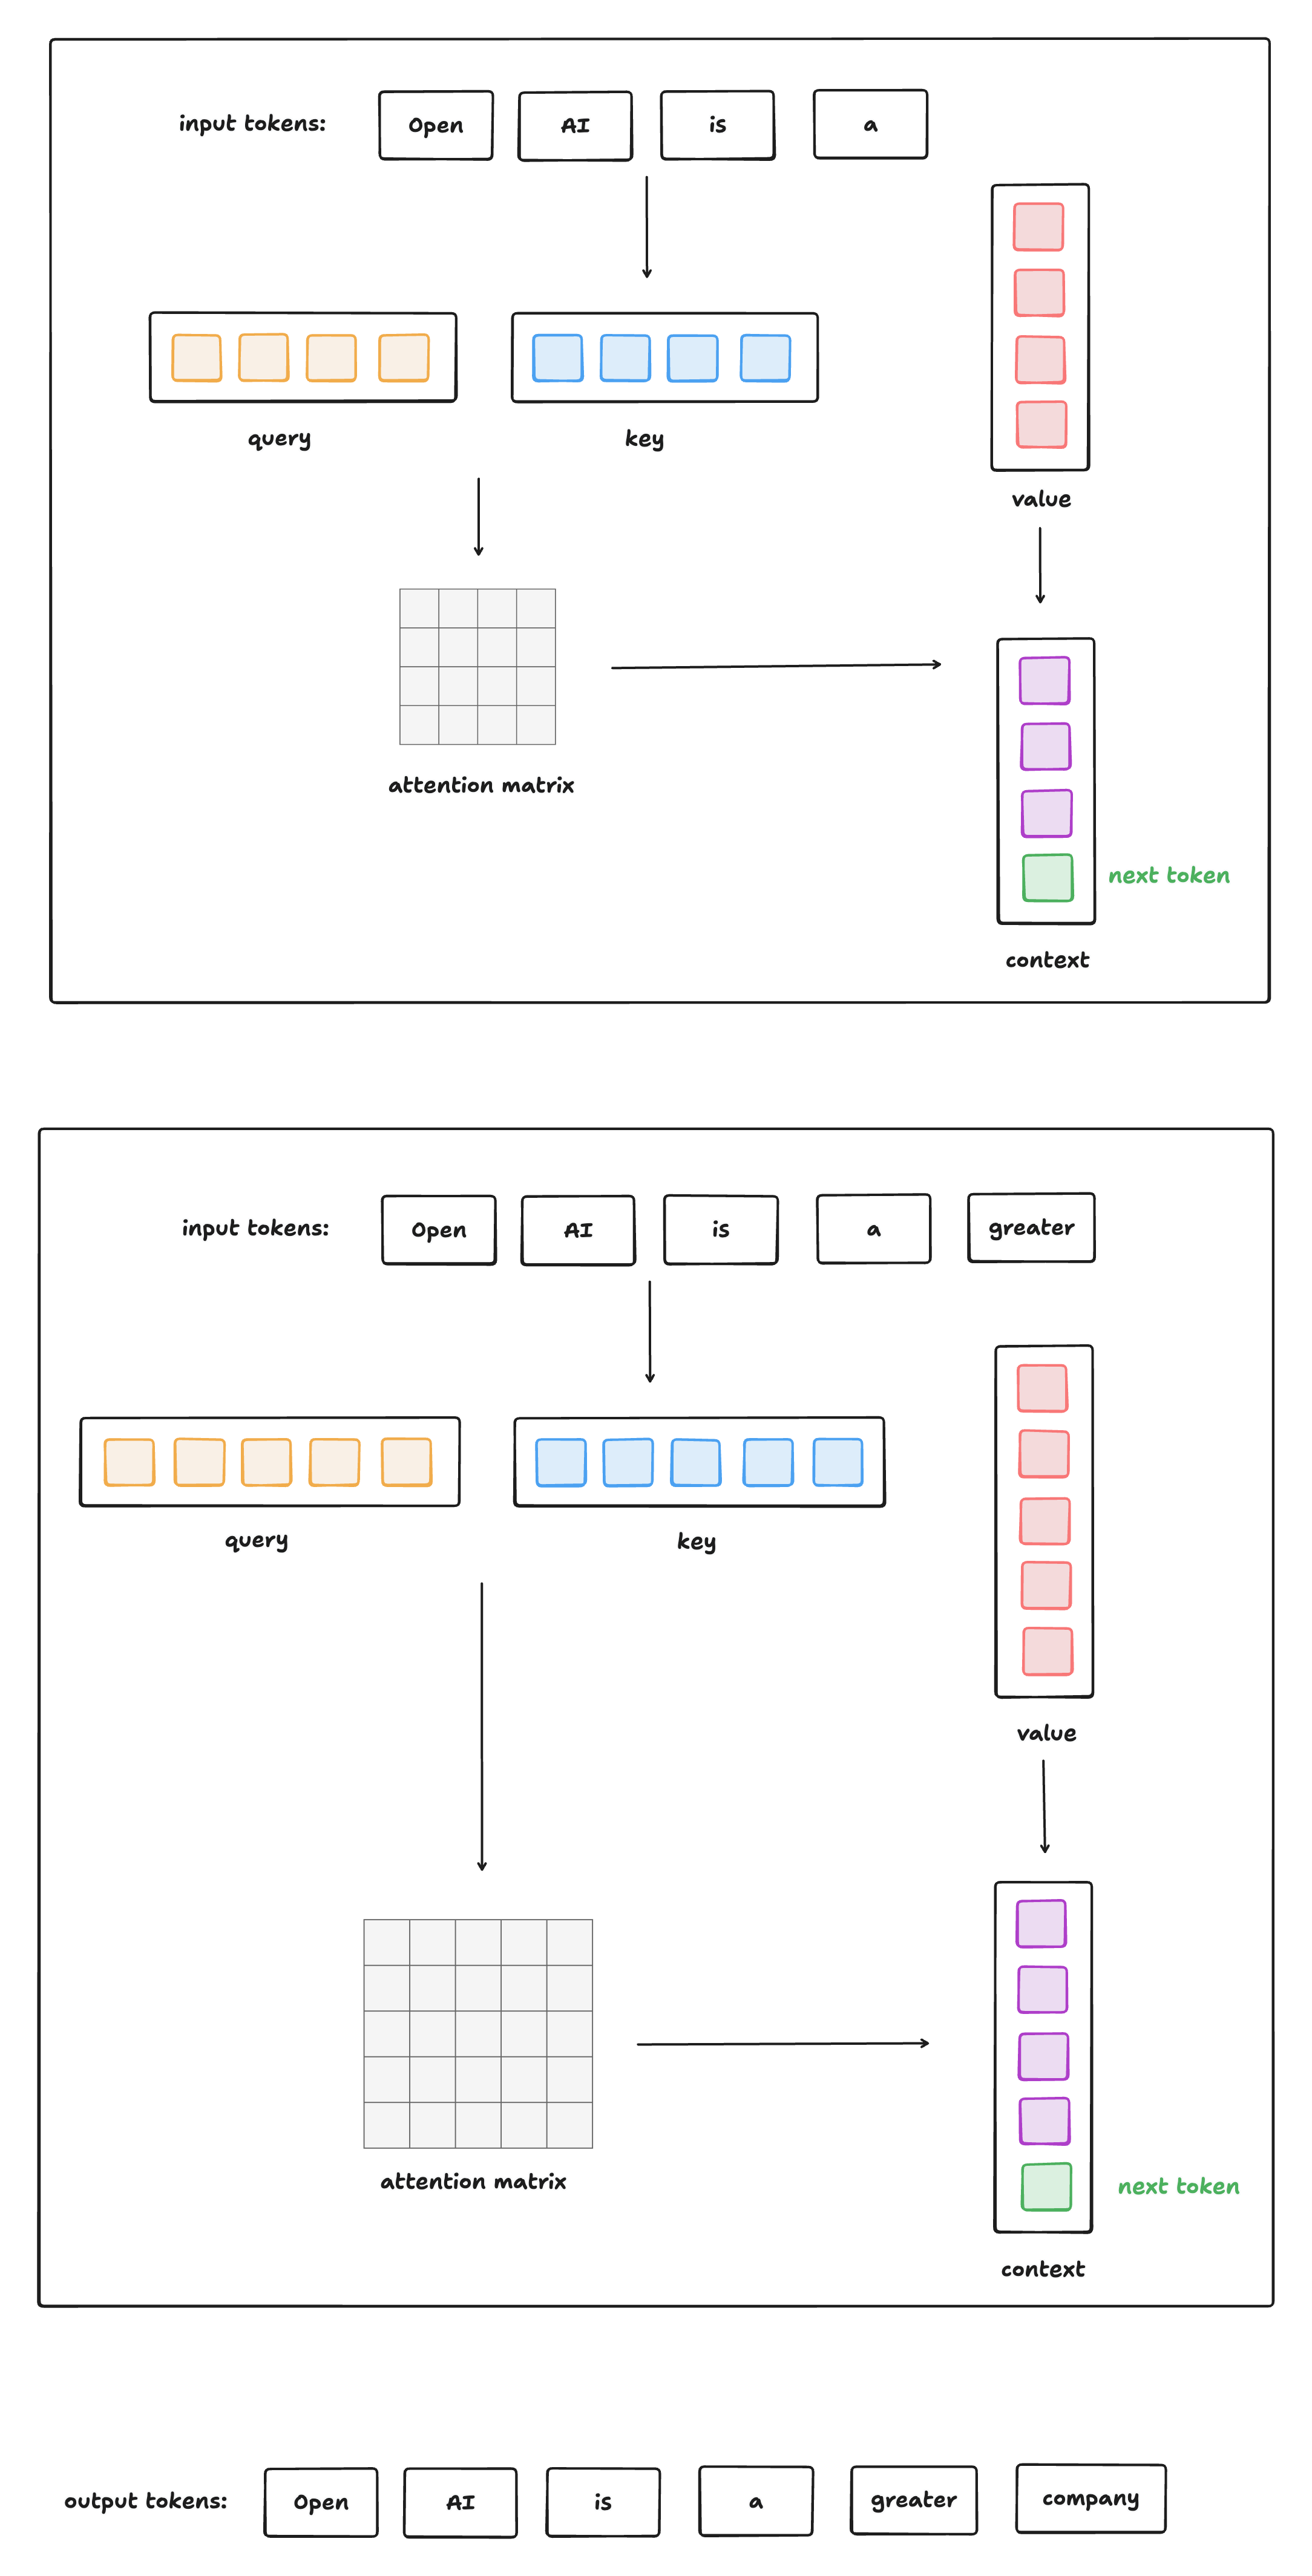 input tokens: Open AI is a
query key
value
attention matrix
next token
context
input tokens: Open AI is a greater
query key
value
attention matrix
next token
context
output tokens: Open AI is a greater company